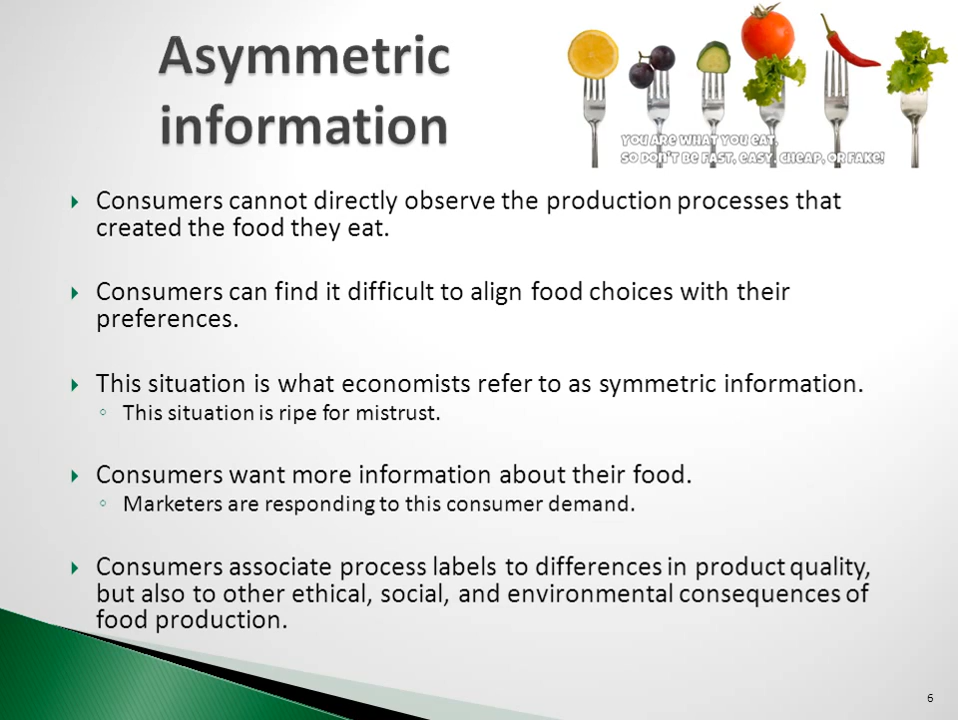 Asymmetric
information
YOU ARE WHAT YOU EAT,
SO DON'T BE FAST, EASY, CHEAP, OR FAKE!
Consumers cannot directly observe the production processes that
created the food they eat.
Consumers can find it difficult to align food choices with their
preferences.
This situation is what economists refer to as symmetric information.
This situation is ripe for mistrust.
Consumers want more information about their food.
Marketers are responding to this consumer demand.
Consumers associate process labels to differences in product quality,
but also to other ethical, social, and environmental consequences of
food production.
6